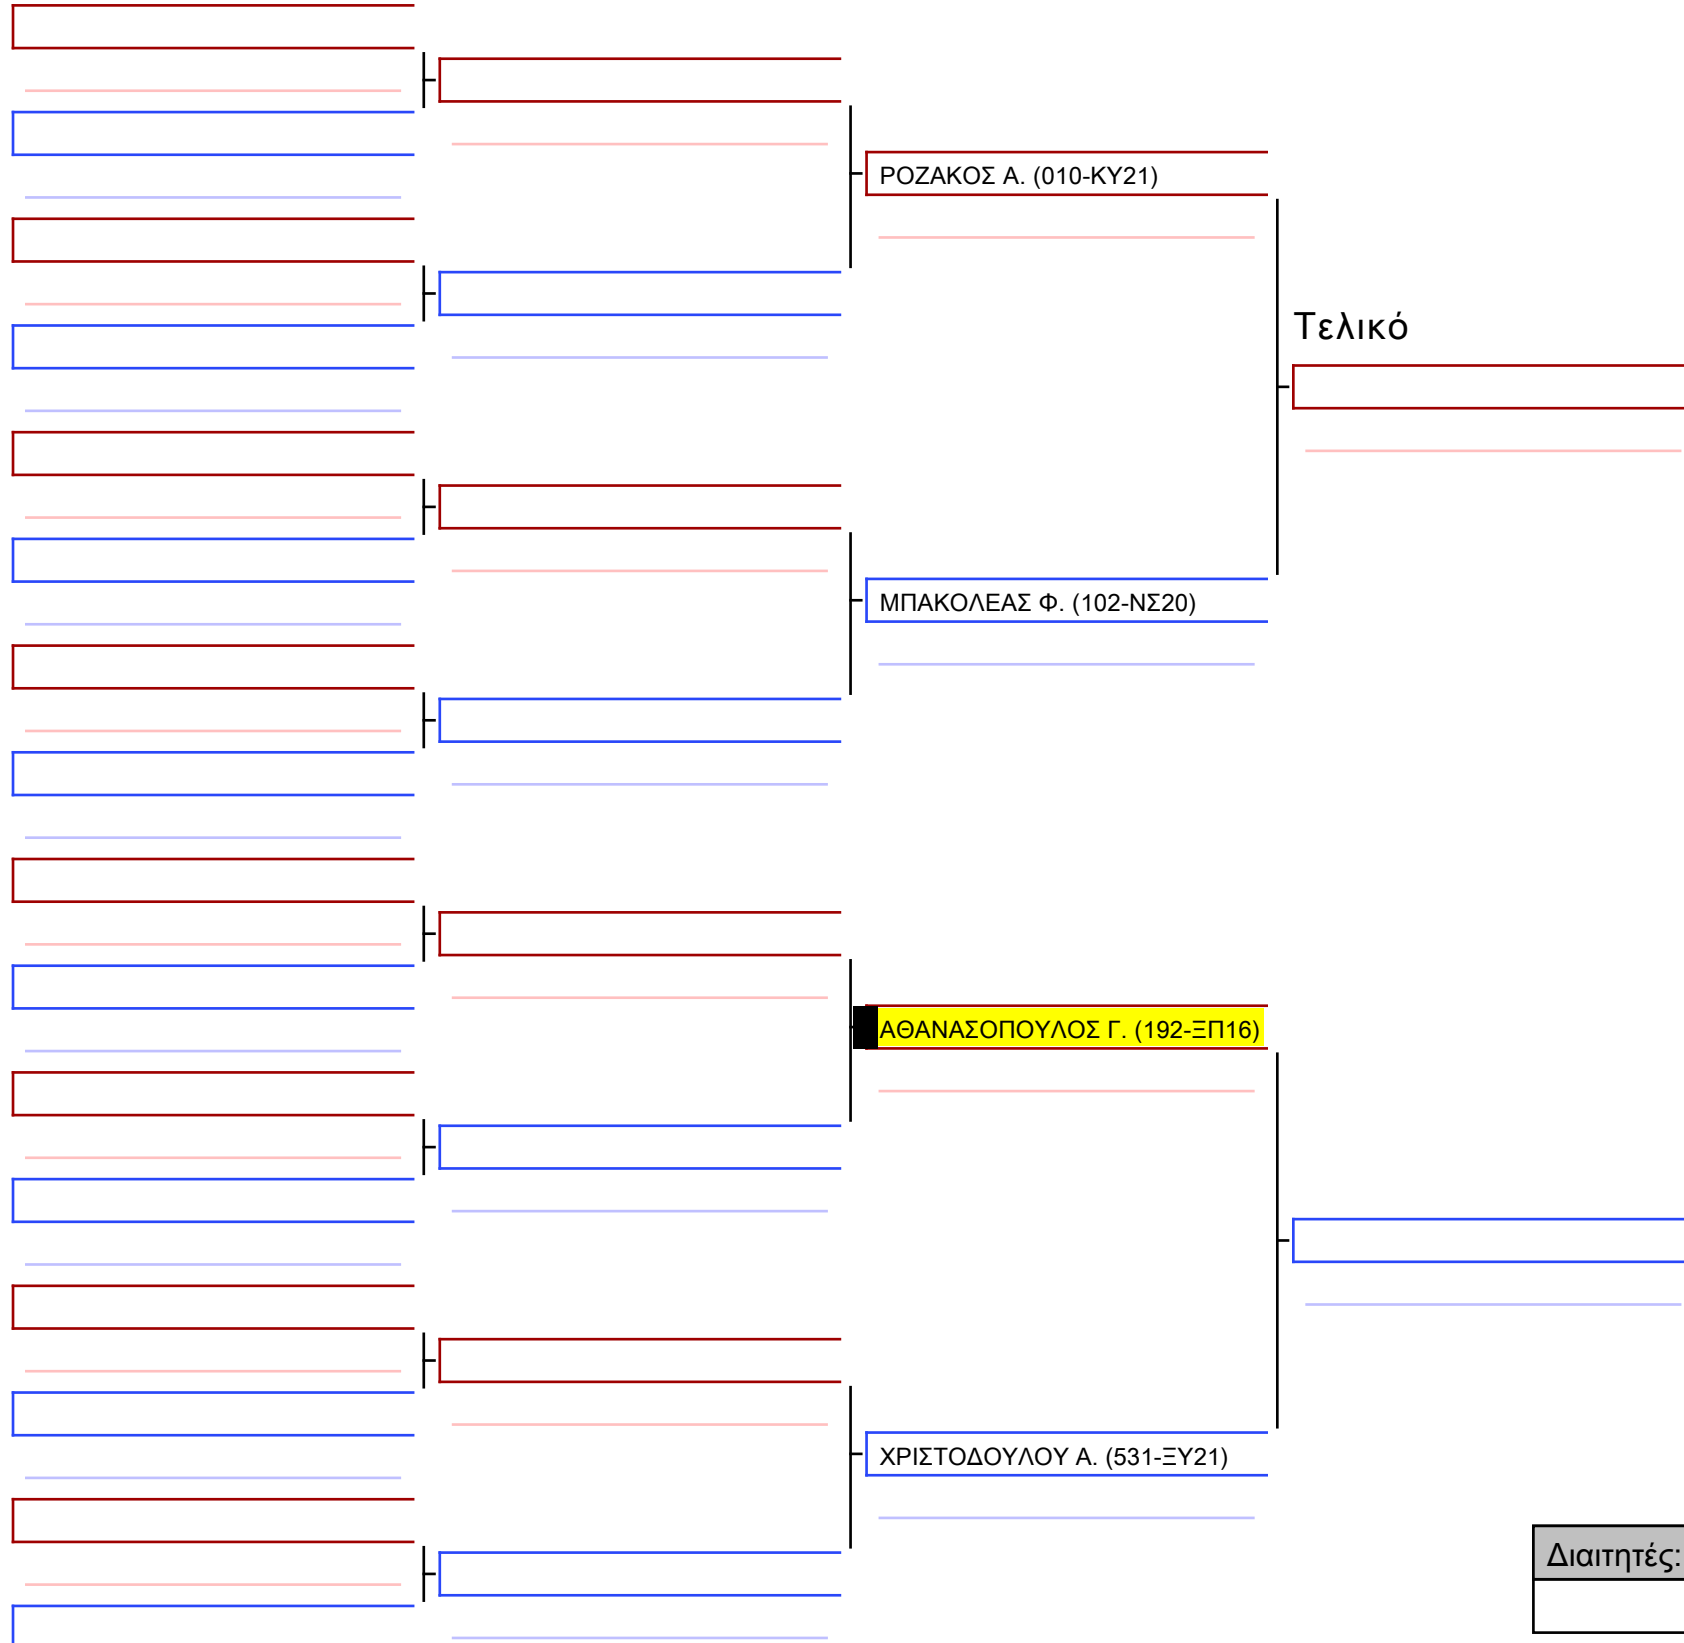 ΡΟΖΑΚΟΣ Α. (010-ΚΥ21)
Τελικό
ΜΠΑΚΟΛΕΑΣ Φ. (102-ΝΣ20)
ΑΘΑΝΑΣΟΠΟΥΛΟΣ Γ. (192-ΞΠ16)
ΧΡΙΣΤΟΔΟΥΛΟΥ Α. (531-ΞΥ21)
Διαιτητές: